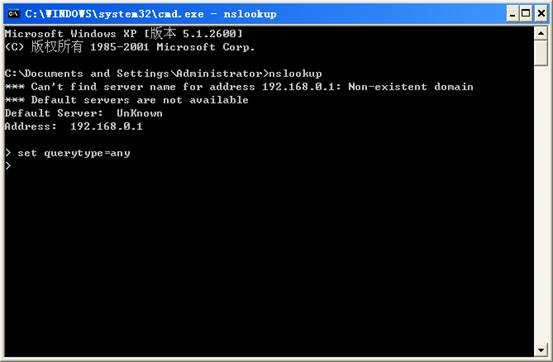 C:\WINDOWS\system32\cmd.exe - nslookup
Microsoft Windows XP [版本 5.1.2600]
(C) 版权所有 1985-2001 Microsoft Corp.
C:\Documents and Settings\Administrator>nslookup
*** Can't find server name for address 192.168.0.1: Non-existent domain
*** Default servers are not available
Default Server:  UnKnown
Address:  192.168.0.1
> set querytype=any
>